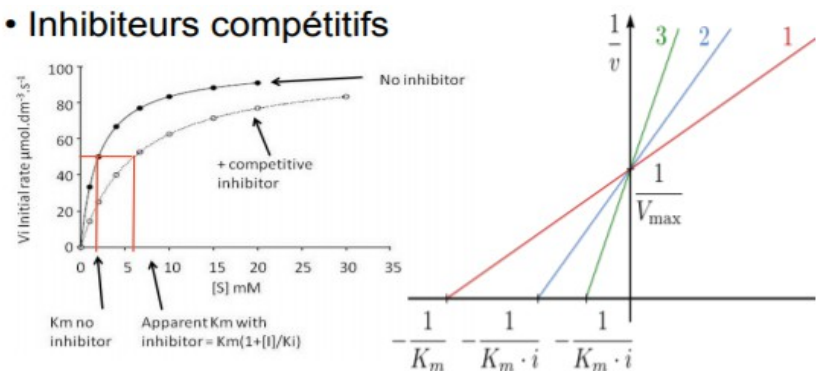 • Inhibiteurs compétitifs
Vi Initial rate µmol.dm⁻³.s⁻¹
100
80
60
40
20
0
0 5 10 15 20 25 30 35
[S] mM
No inhibitor
+ competitive
inhibitor
Km no
inhibitor
Apparent Km with
inhibitor = Km(1+[I]/Ki)
1/v
3 2 1
1/Vmax
-1/Km
-1/Km · i
-1/Km · i